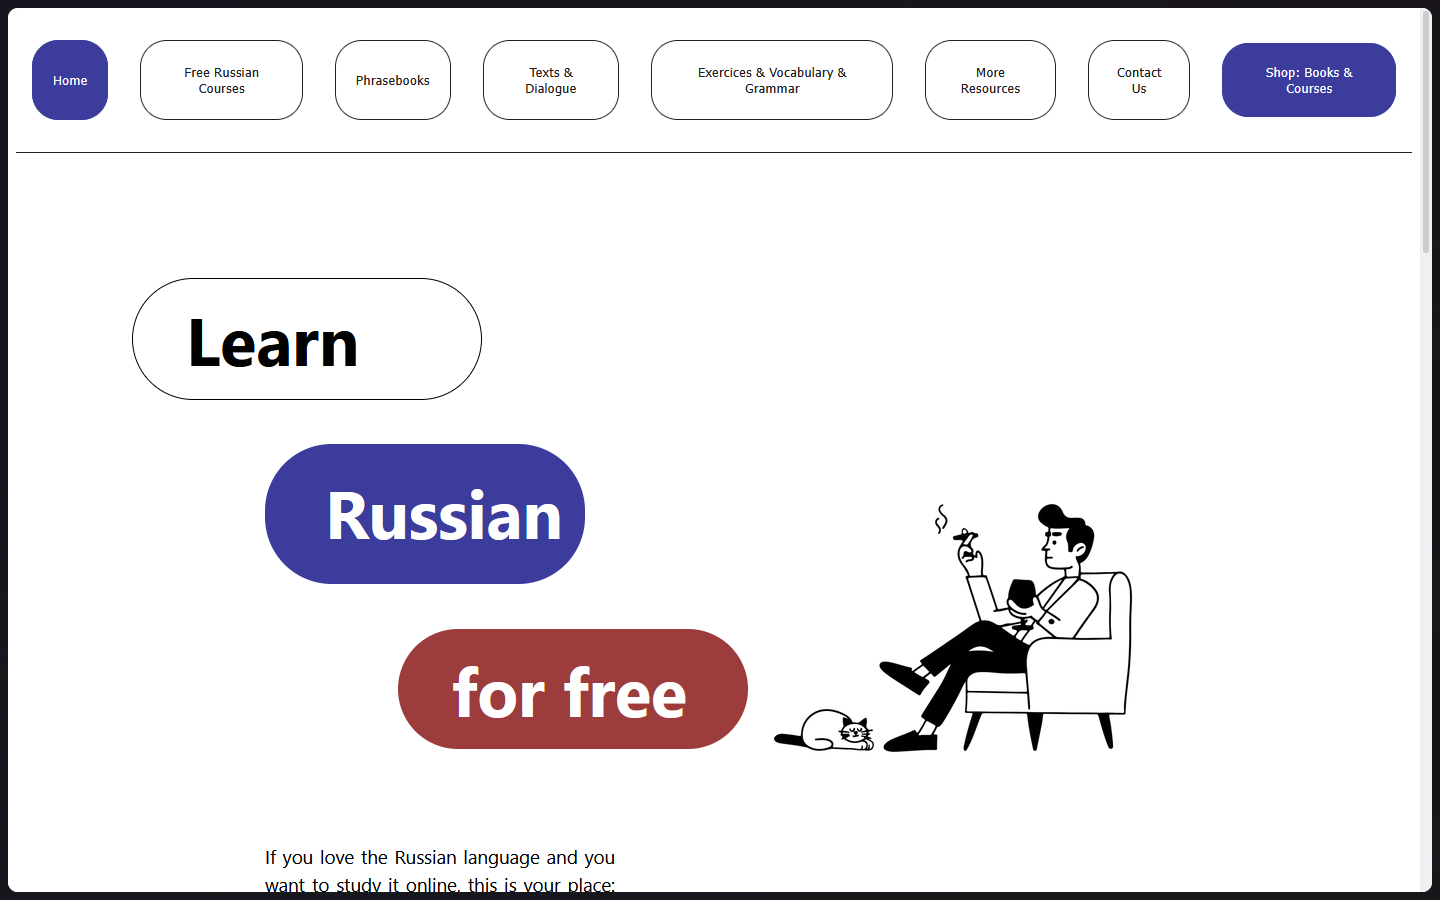 Home
Free Russian
Courses
Phrasebooks
Texts &
Dialogue
Exercices & Vocabulary &
Grammar
More
Resources
Contact
Us
Shop: Books &
Courses
Learn
Russian
for free
If you love the Russian language and you
want to study it online, this is your place: